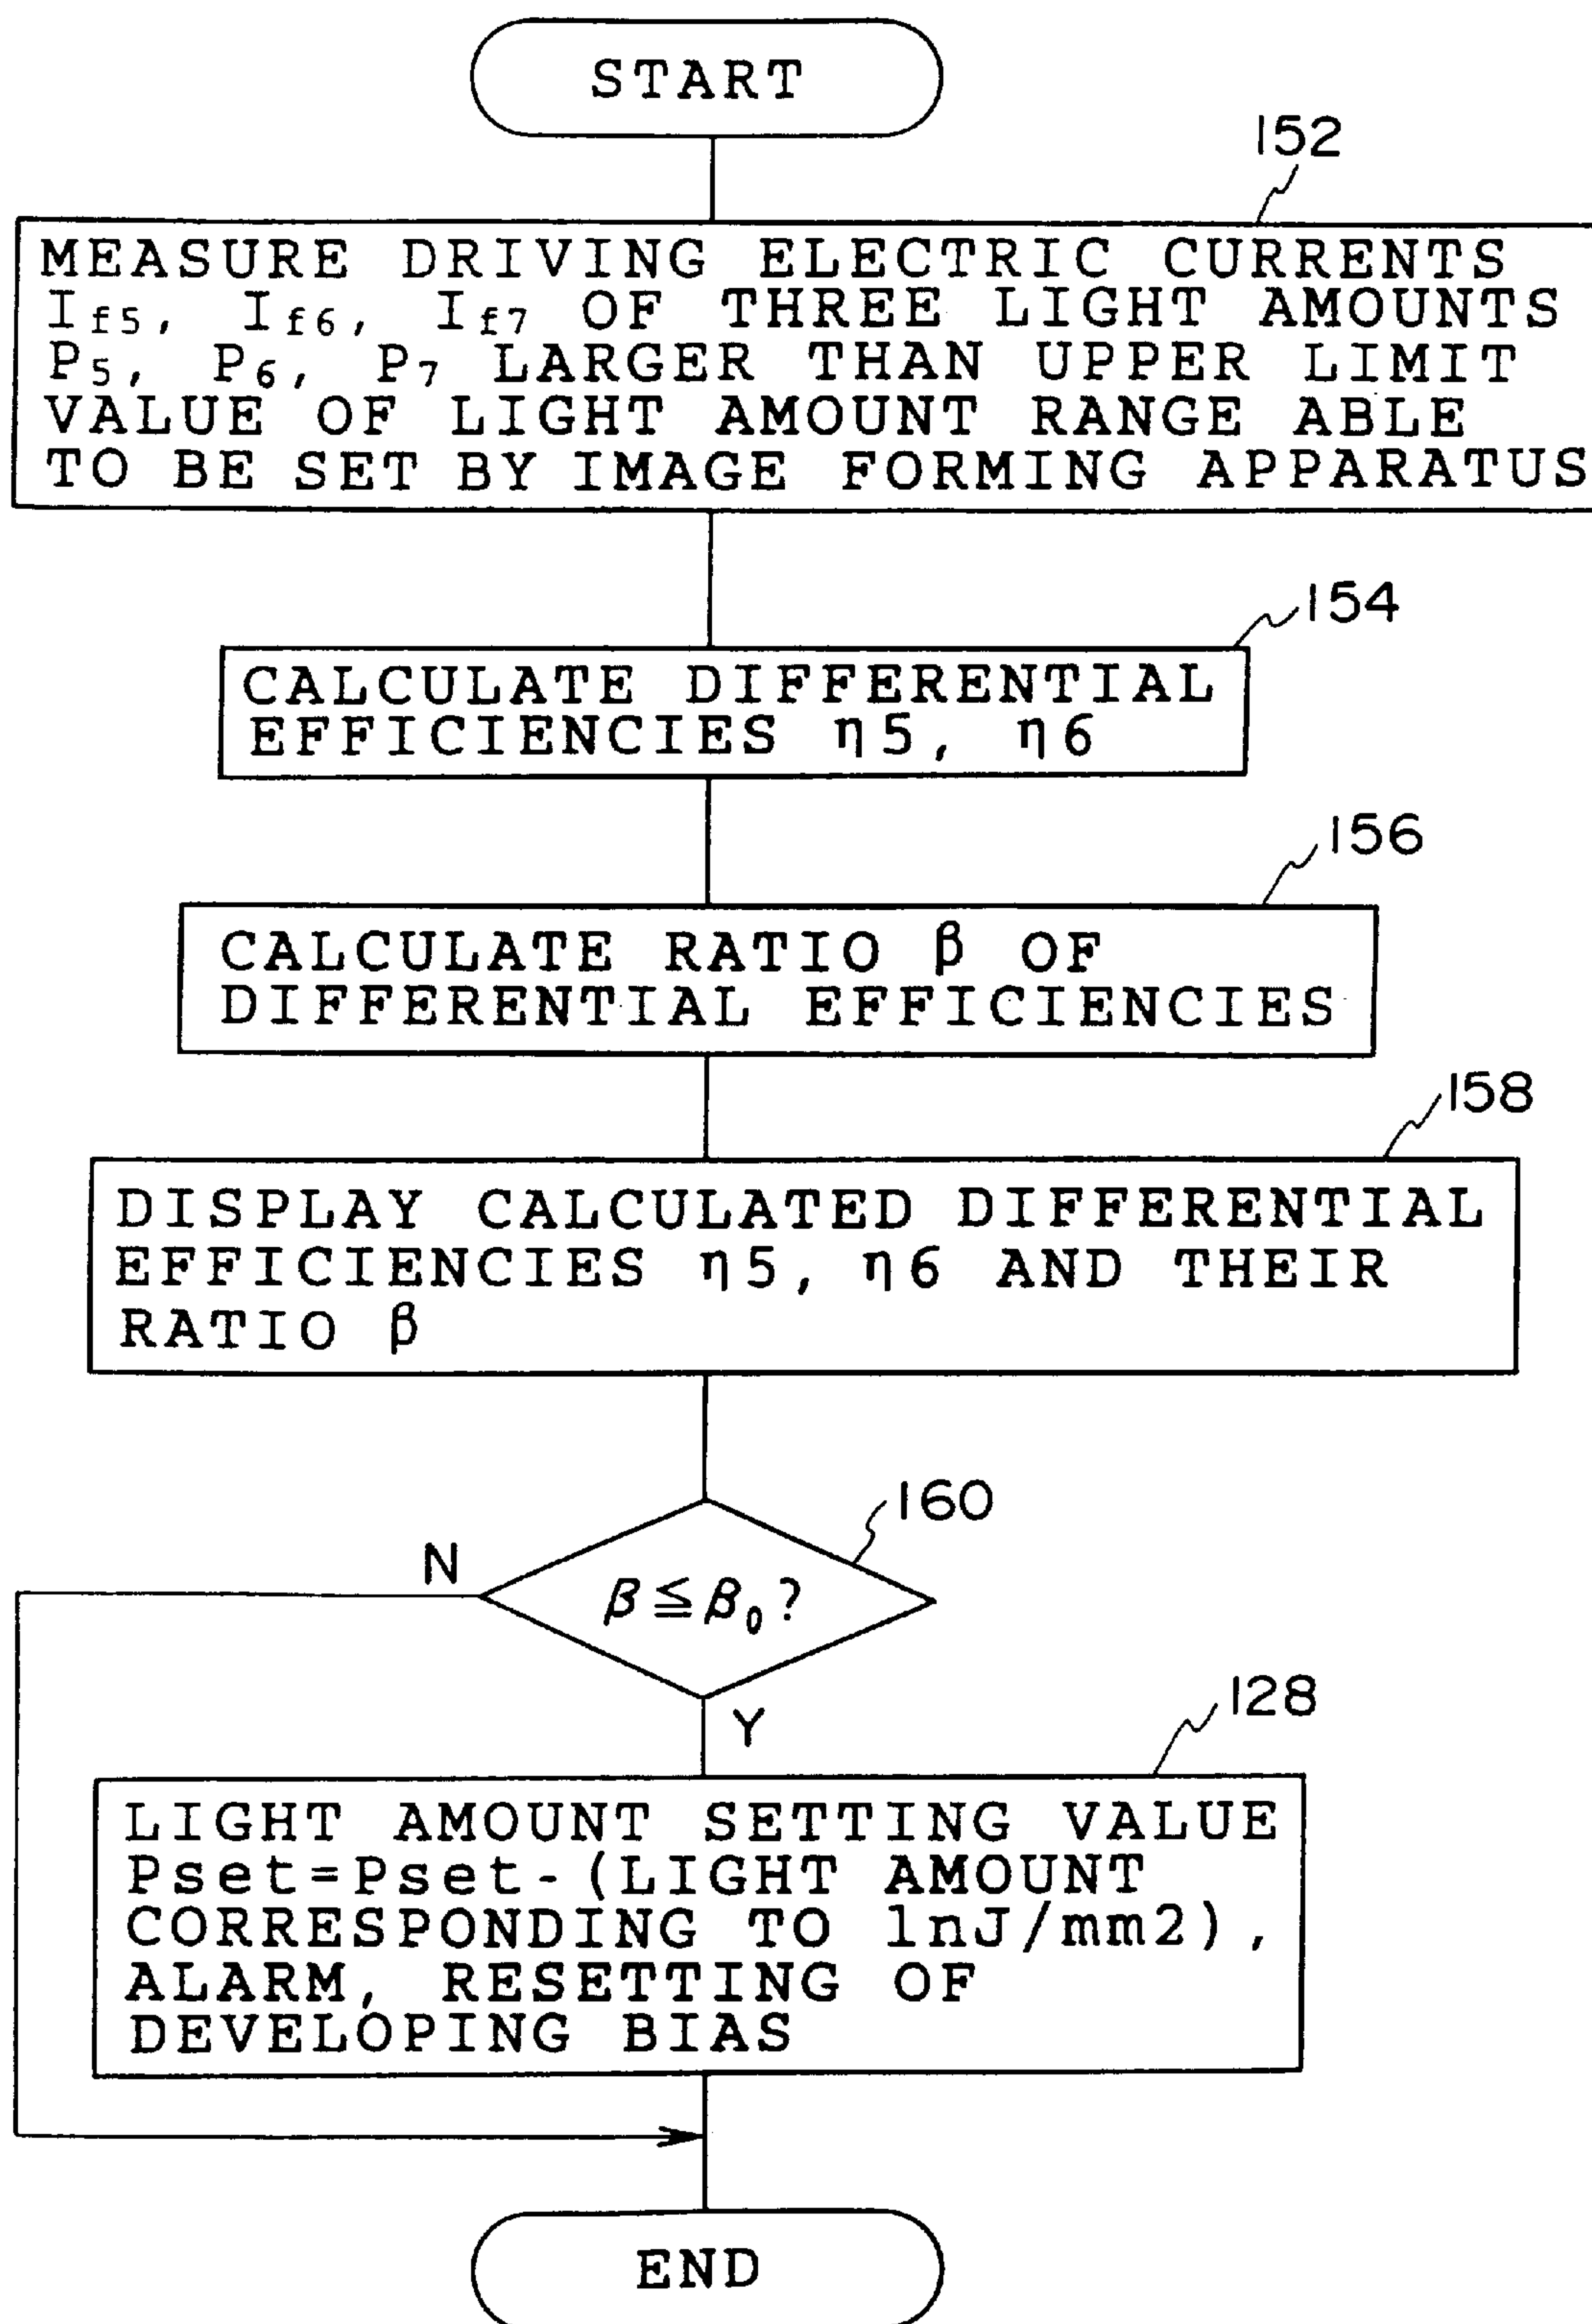 START
152
MEASURE DRIVING ELECTRIC CURRENTS
If5, If6, If7 OF THREE LIGHT AMOUNTS
P5, P6, P7 LARGER THAN UPPER LIMIT
VALUE OF LIGHT AMOUNT RANGE ABLE
TO BE SET BY IMAGE FORMING APPARATUS
154
CALCULATE DIFFERENTIAL
EFFICIENCIES η5, η6
156
CALCULATE RATIO β OF
DIFFERENTIAL EFFICIENCIES
158
DISPLAY CALCULATED DIFFERENTIAL
EFFICIENCIES η5, η6 AND THEIR
RATIO β
160
N
β≦β0?
Y
128
LIGHT AMOUNT SETTING VALUE
Pset=Pset-(LIGHT AMOUNT
CORRESPONDING TO 1nJ/mm2),
ALARM, RESETTING OF
DEVELOPING BIAS
END